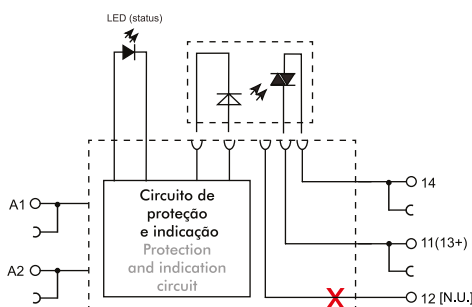 LED (status)
Circuito de
proteção
e indicação
Protection
and indication
circuit
A1
A2
14
11(13+)
12 [N.U.]